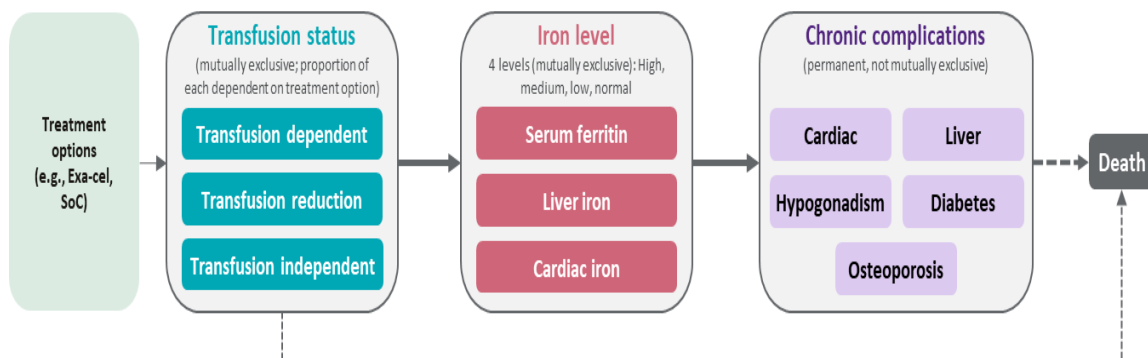 Treatment
options
(e.g., Exa-cel,
SoC)
Transfusion status
(mutually exclusive; proportion of
each dependent on treatment option)
Transfusion dependent
Transfusion reduction
Transfusion independent
Iron level
4 levels (mutually exclusive): High,
medium, low, normal
Serum ferritin
Liver iron
Cardiac iron
Chronic complications
(permanent, not mutually exclusive)
Cardiac
Liver
Hypogonadism
Diabetes
Osteoporosis
Death